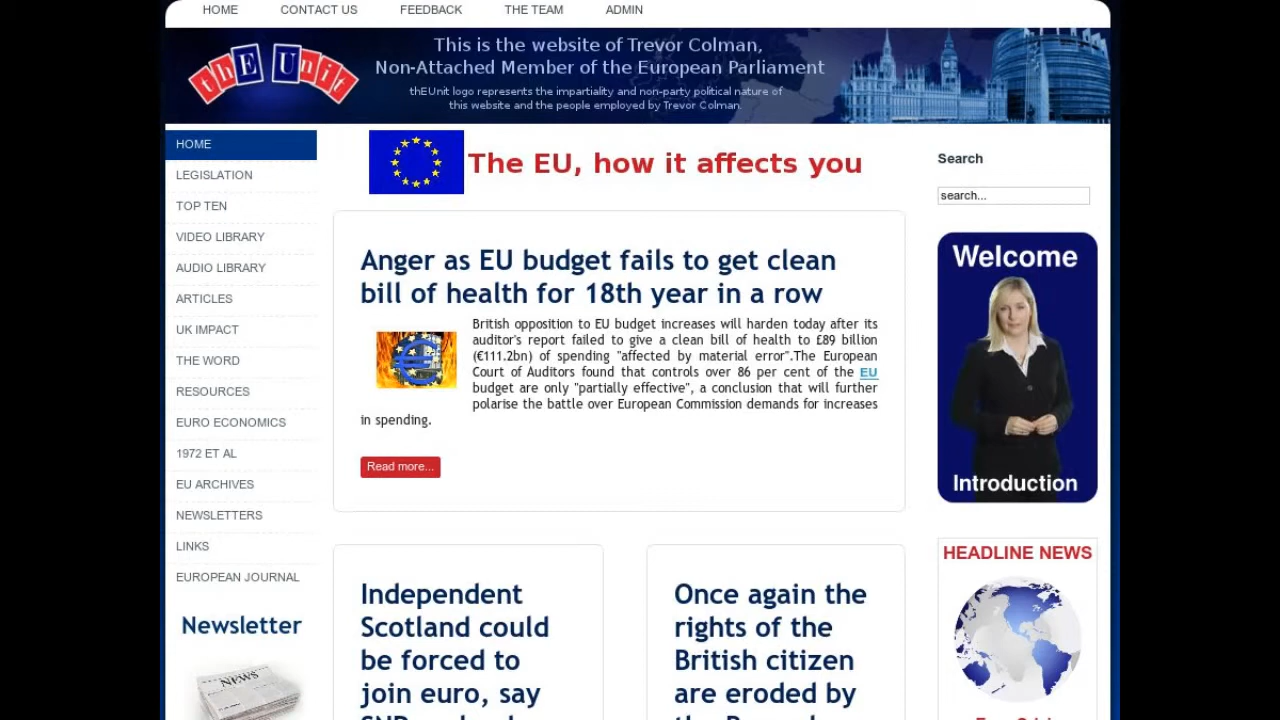 HOME CONTACT US FEEDBACK THE TEAM ADMIN
thEUnit
This is the website of Trevor Colman,
Non-Attached Member of the European Parliament
thEUnit logo represents the impartiality and non-party political nature of
this website and the people employed by Trevor Colman.
HOME
LEGISLATION
TOP TEN
VIDEO LIBRARY
AUDIO LIBRARY
ARTICLES
UK IMPACT
THE WORD
RESOURCES
EURO ECONOMICS
1972 ET AL
EU ARCHIVES
NEWSLETTERS
LINKS
EUROPEAN JOURNAL
Newsletter
NEWS
The EU, how it affects you
Anger as EU budget fails to get clean
bill of health for 18th year in a row
British opposition to EU budget increases will harden today after its
auditor's report failed to give a clean bill of health to £89 billion
(€111.2bn) of spending "affected by material error".The European
Court of Auditors found that controls over 86 per cent of the EU
budget are only "partially effective", a conclusion that will further
polarise the battle over European Commission demands for increases
in spending.
Read more...
Independent
Scotland could
be forced to
join euro, say
Once again the
rights of the
British citizen
are eroded by
Search
search...
Welcome
Introduction
HEADLINE NEWS